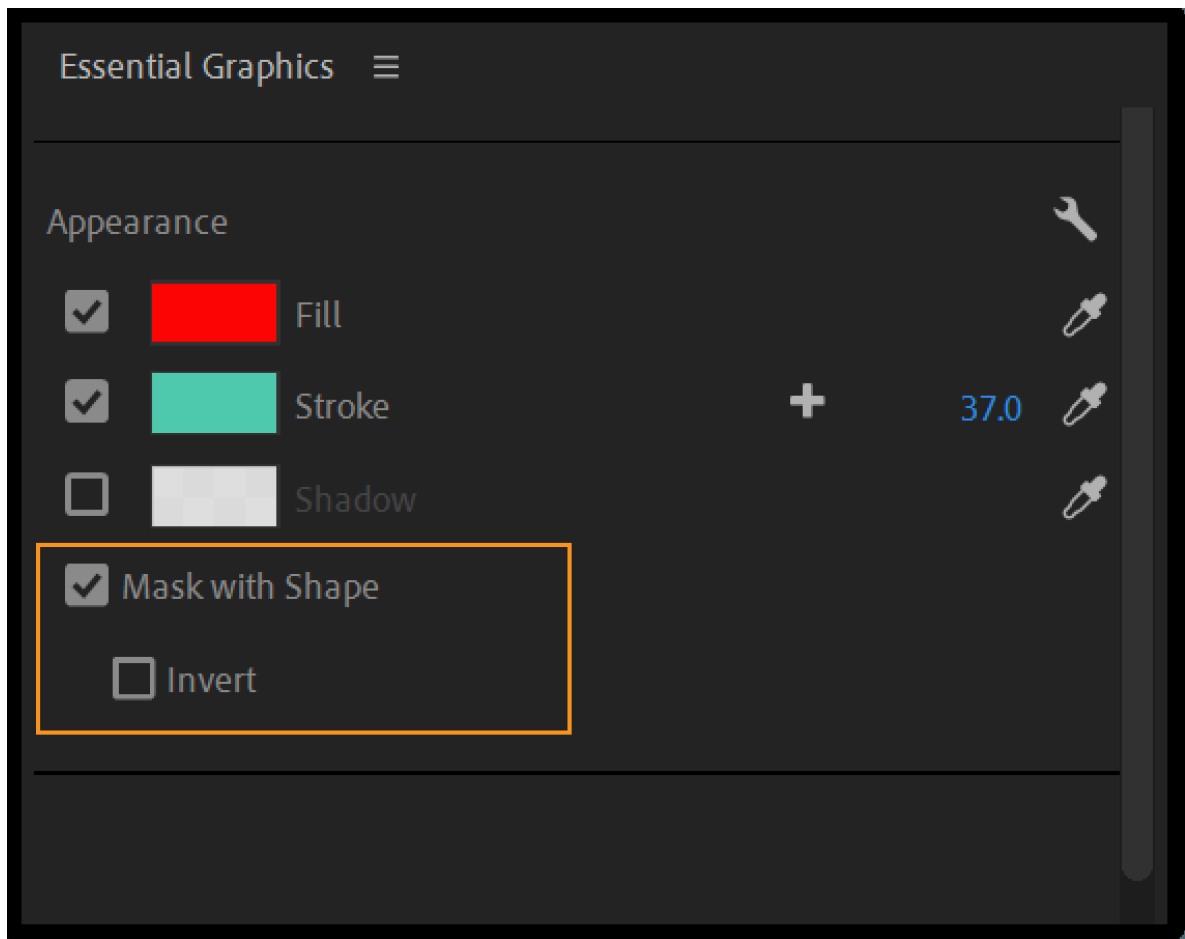 Essential Graphics
Appearance
Fill
Stroke 37.0
Shadow
Mask with Shape
Invert